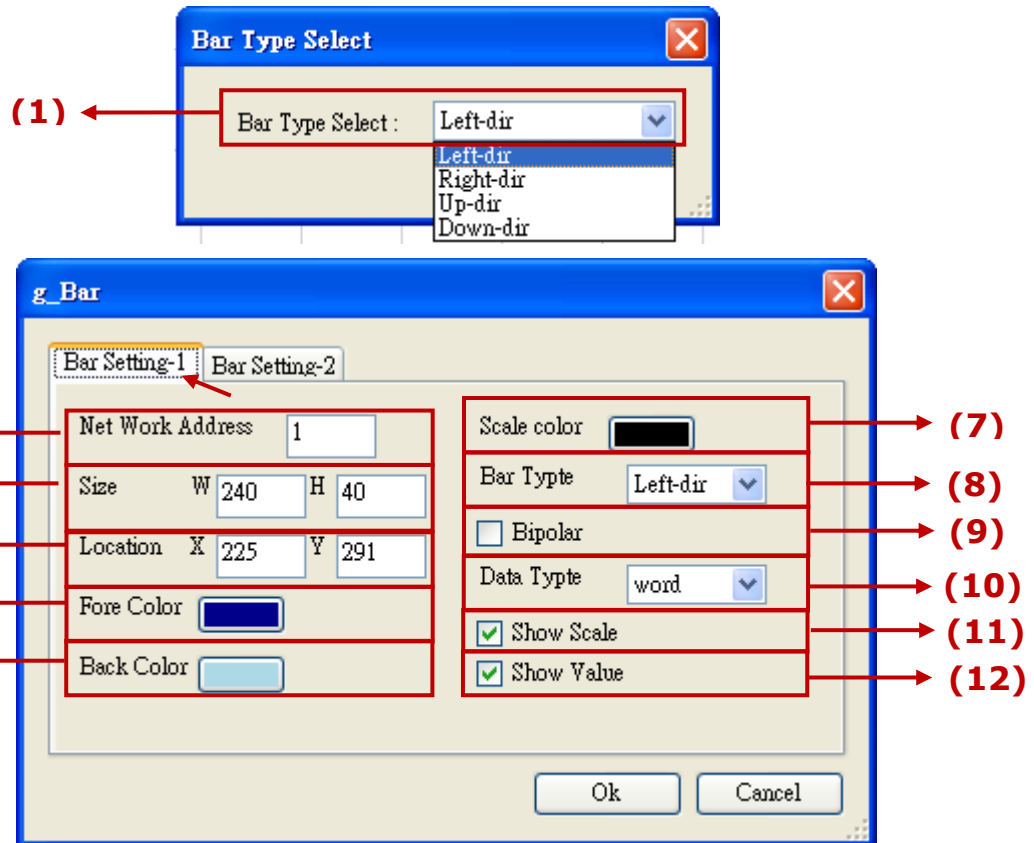 Bar Type Select
(1)
Bar Type Select : Left-dir
Left-dir
Right-dir
Up-dir
Down-dir
g_Bar
Bar Setting-1 Bar Setting-2
Net Work Address 1
Size W 240 H 40
Location X 225 Y 291
Fore Color
Back Color
Scale color (7)
Bar Typte Left-dir (8)
Bipolar (9)
Data Typte word (10)
Show Scale (11)
Show Value (12)
Ok Cancel